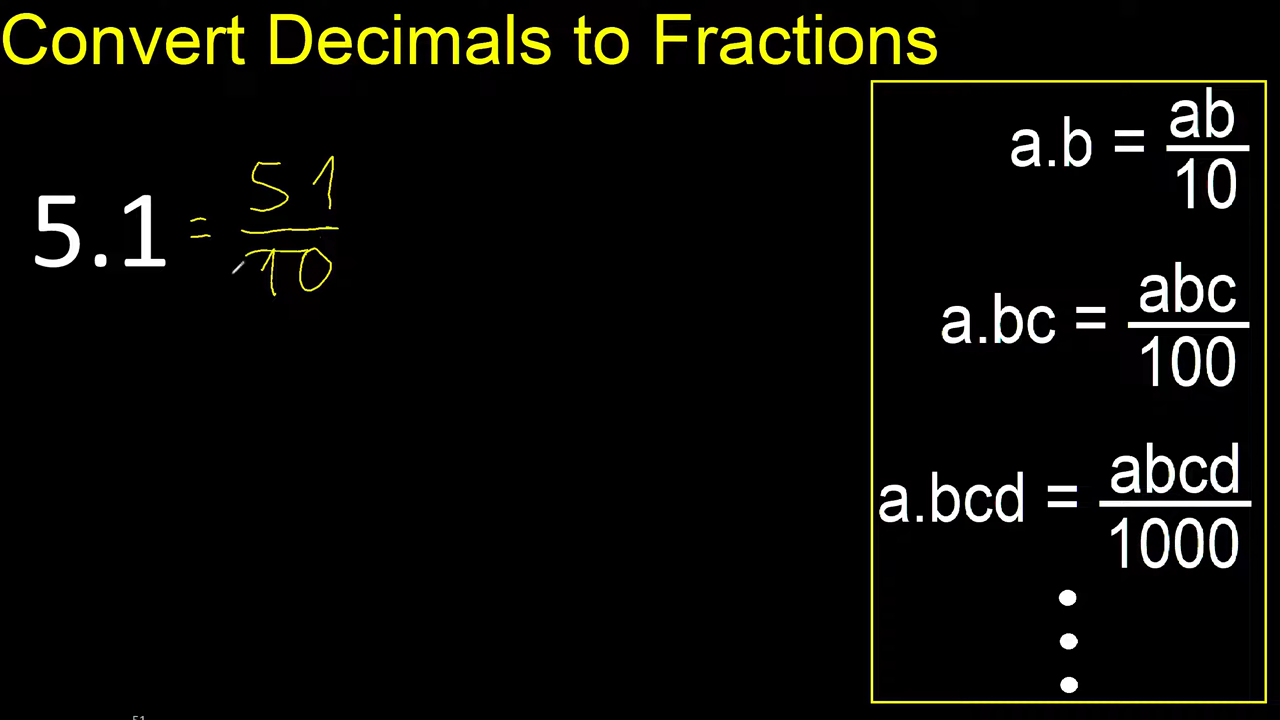 Convert Decimals to Fractions
5.1 = 51/10
a.b = ab/10
a.bc = abc/100
a.bcd = abcd/1000